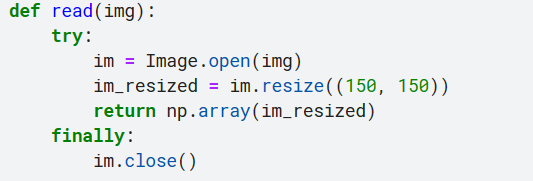 def read(img):
    try:
        im = Image.open(img)
        im_resized = im.resize((150, 150))
        return np.array(im_resized)
    finally:
        im.close()